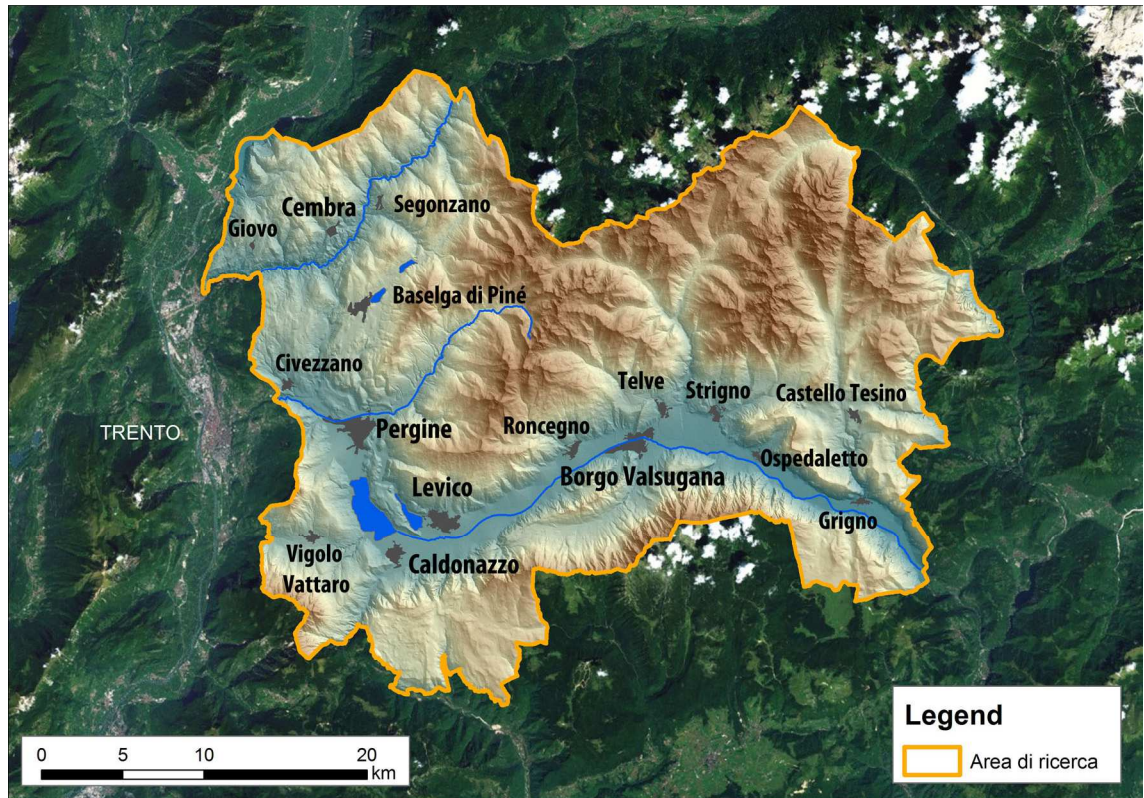 Cembra
Segonzano
Giovo
Baselga di Piné
Civezzano
Telve
Strigno
Castello Tesino
TRENTO
Pergine
Roncegno
Borgo Valsugana
Ospedaletto
Levico
Grigno
Vigolo
Vattaro
Caldonazzo
0 5 10 20
km
Legend
Area di ricerca